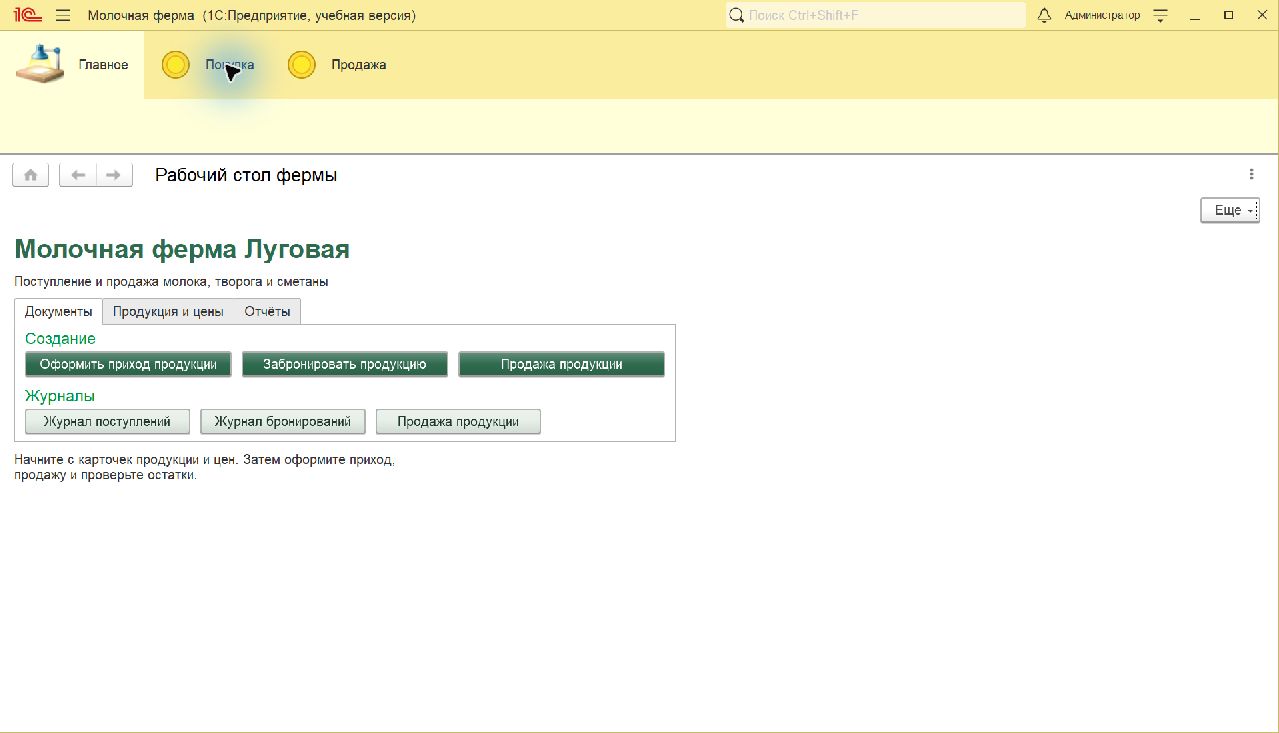 1С Молочная ферма (1С:Предприятие, учебная версия) Поиск Ctrl+Shift+F Администратор
Главное Покупка Продажа
Рабочий стол фермы
Еще
Молочная ферма Луговая
Поступление и продажа молока, творога и сметаны
Документы Продукция и цены Отчёты
Создание
Оформить приход продукции Забронировать продукцию Продажа продукции
Журналы
Журнал поступлений Журнал бронирований Продажа продукции
Начните с карточек продукции и цен. Затем оформите приход,
продажу и проверьте остатки.